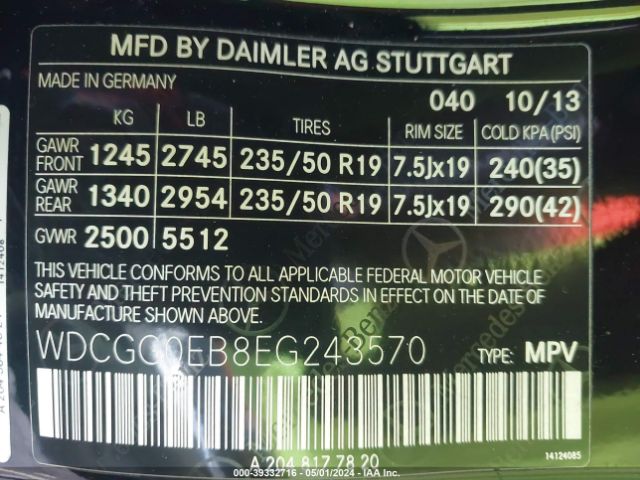 MFD BY DAIMLER AG STUTTGART
MADE IN GERMANY
040 10/13
KG LB TIRES RIM SIZE COLD KPA (PSI)
GAWR FRONT 1245 2745 235/50 R19 7.5Jx19 240(35)
GAWR REAR 1340 2954 235/50 R19 7.5Jx19 290(42)
GVWR 2500 5512
THIS VEHICLE CONFORMS TO ALL APPLICABLE FEDERAL MOTOR VEHICLE
SAFETY AND THEFT PREVENTION STANDARDS IN EFFECT ON THE DATE OF
MANUFACTURE SHOWN ABOVE.
WDCGG0EB8EG243570 TYPE: MPV
A 204 817 78 20
14124085
© IAAI - 39332716 - 05/01/2024 - COPART